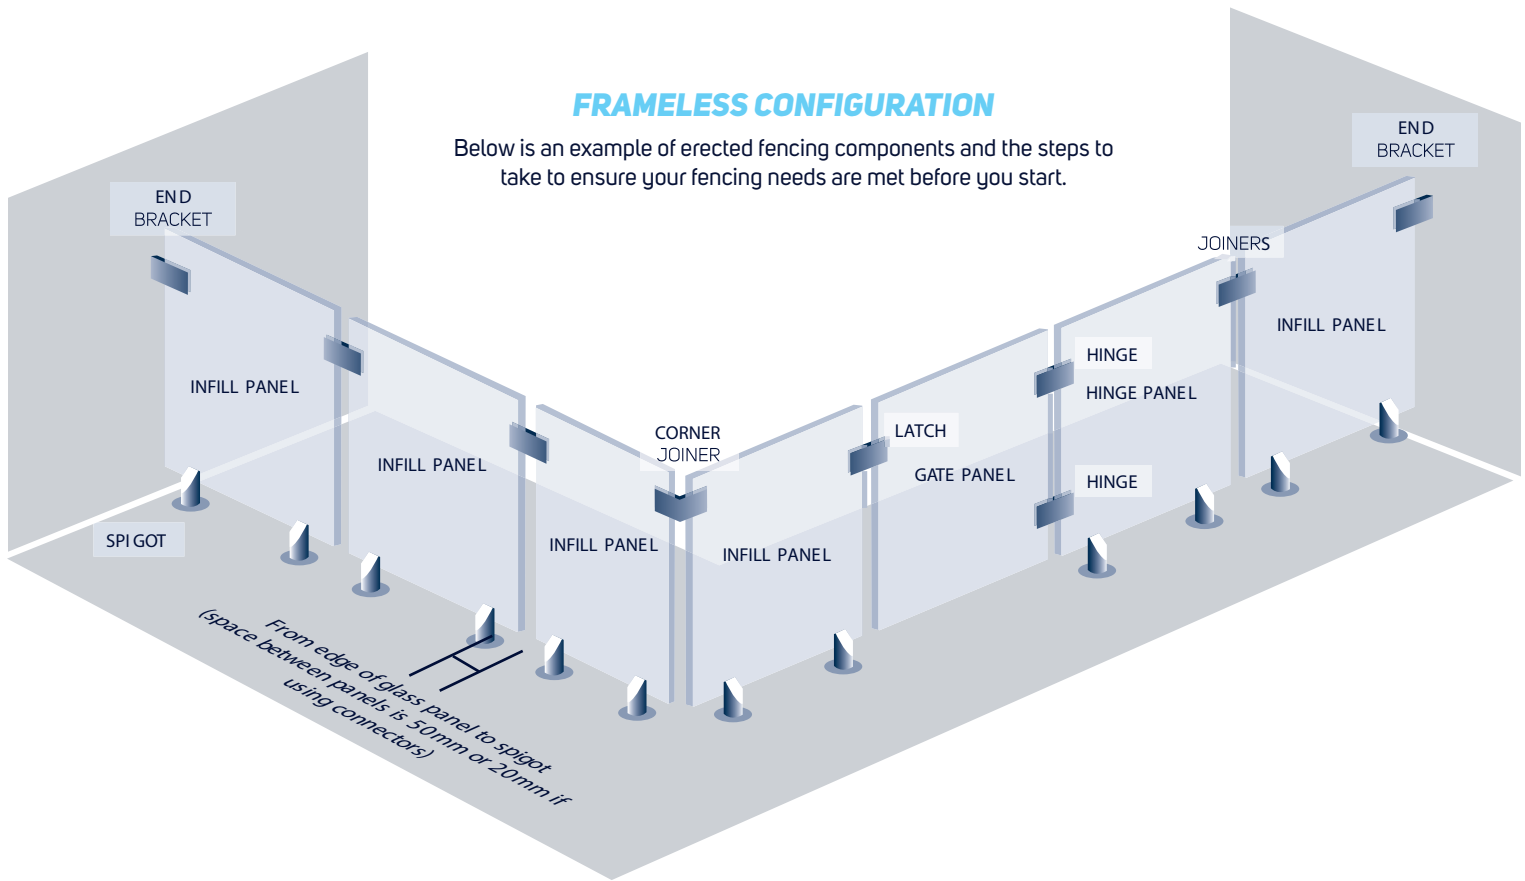 FRAMELESS CONFIGURATION
Below is an example of erected fencing components and the steps to
take to ensure your fencing needs are met before you start.
END
BRACKET
END
BRACKET
JOINERS
INFILL PANEL
HINGE
HINGE PANEL
INFILL PANEL
LATCH
CORNER
JOINER
INFILL PANEL
GATE PANEL
HINGE
SPIGOT
INFILL PANEL
INFILL PANEL
From edge of glass panel to spigot
(space between panels is 50mm or 20mm if
using connectors)